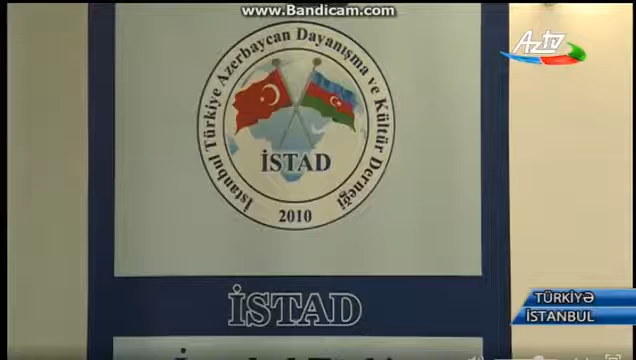 www.Bandicam.com
AzTV
İstanbul Türkiye Azerbaycan Dayanışma ve Kültür Derneği
İSTAD
2010
İSTAD
TÜRKİYƏ
İSTANBUL